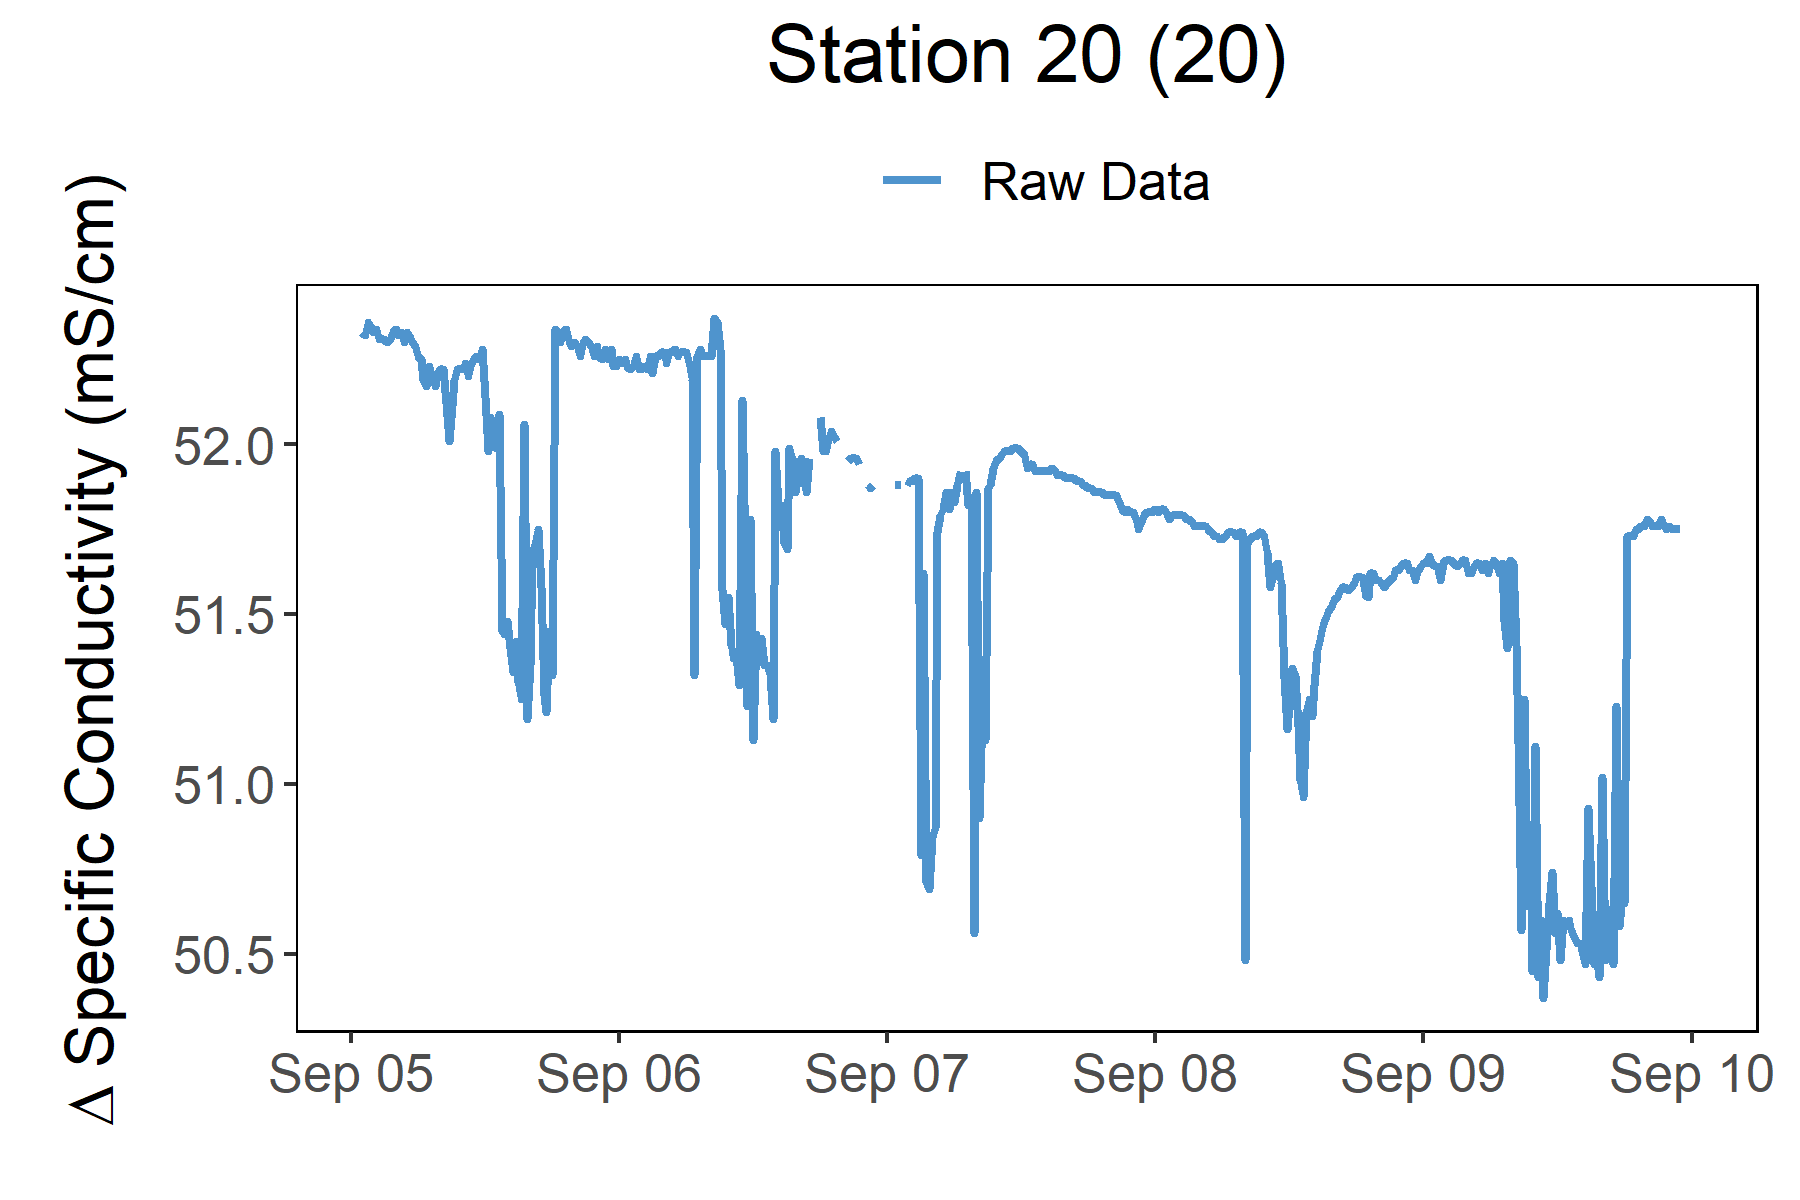 Station 20 (20)
Raw Data
Δ Specific Conductivity (mS/cm)
52.0
51.5
51.0
50.5
Sep 05 Sep 06 Sep 07 Sep 08 Sep 09 Sep 10